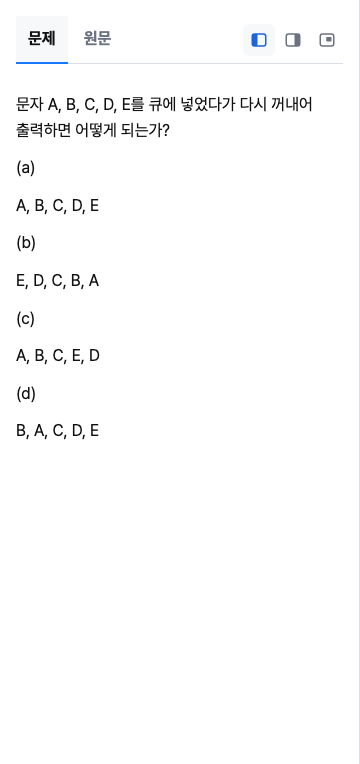 문제 원문
문자 A, B, C, D, E를 큐에 넣었다가 다시 꺼내어
출력하면 어떻게 되는가?
(a)
A, B, C, D, E
(b)
E, D, C, B, A
(c)
A, B, C, E, D
(d)
B, A, C, D, E